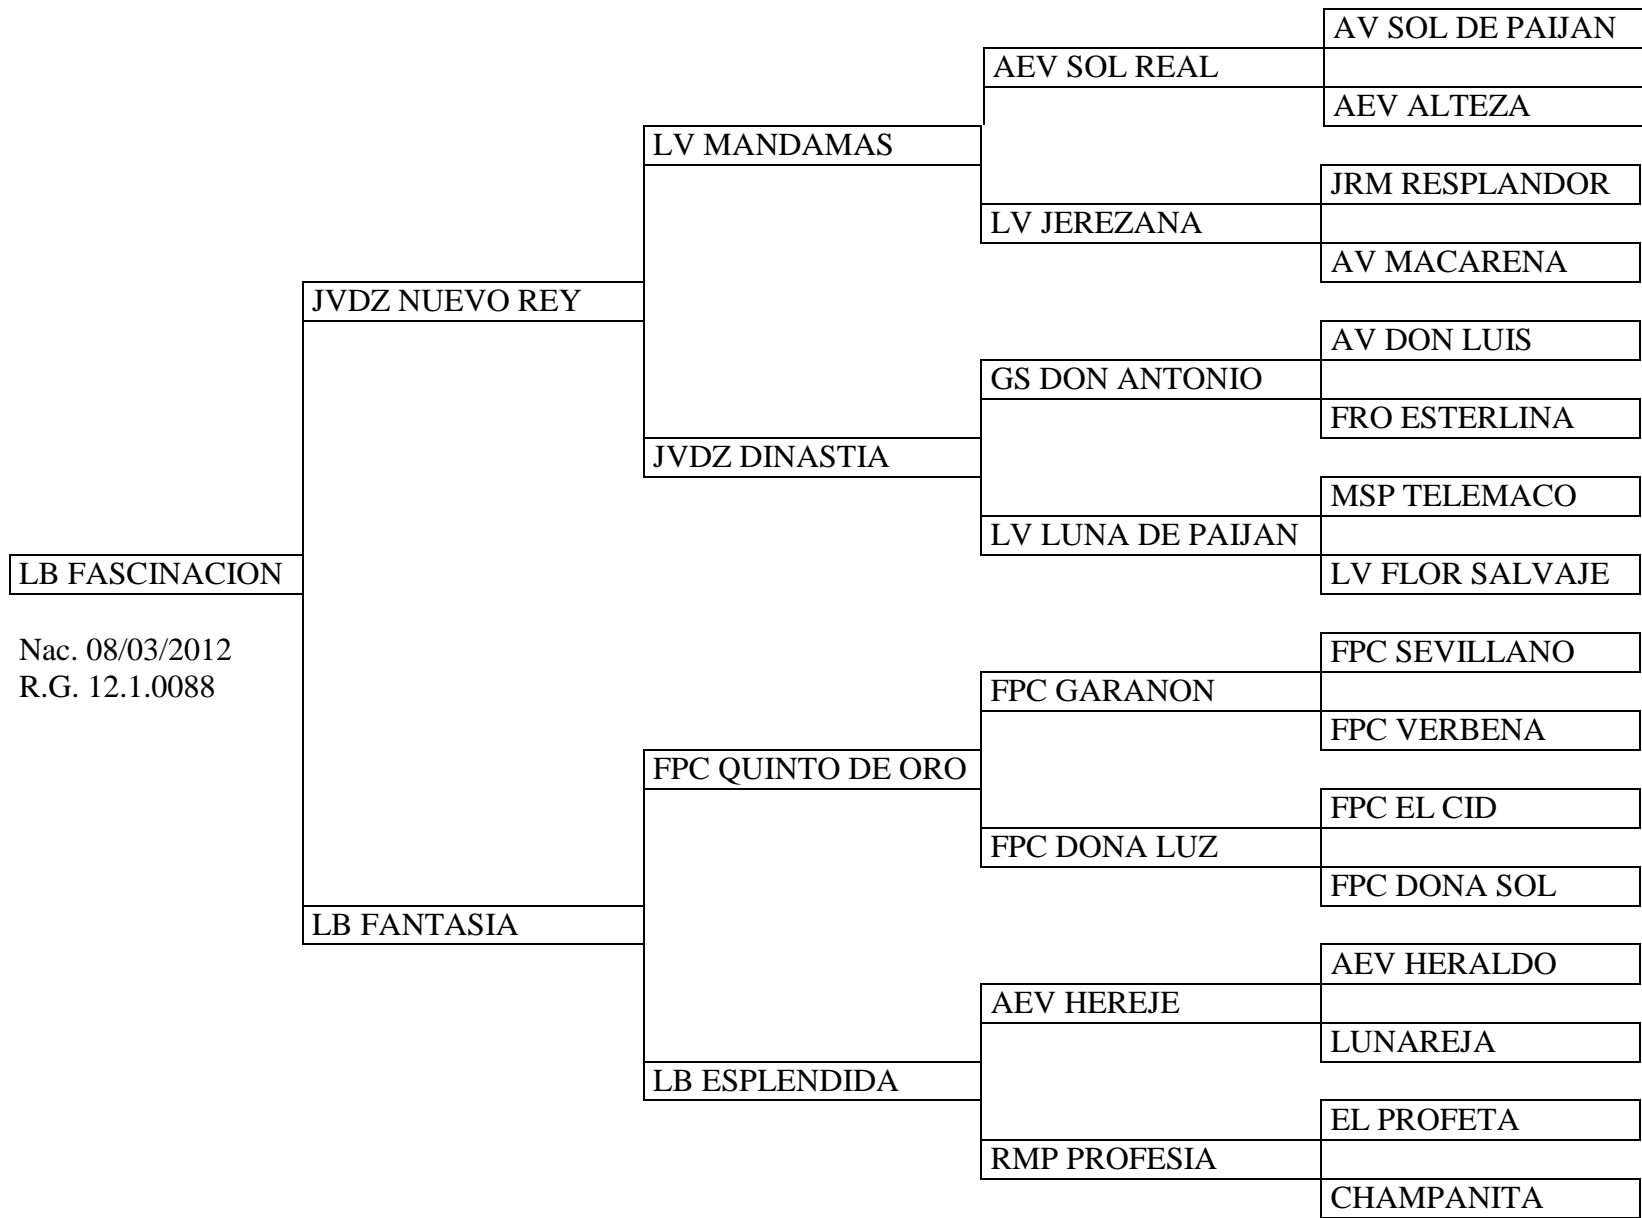 AV SOL DE PAIJAN
AEV SOL REAL
AEV ALTEZA
LV MANDAMAS
JRM RESPLANDOR
LV JEREZANA
AV MACARENA
JVDZ NUEVO REY
AV DON LUIS
GS DON ANTONIO
FRO ESTERLINA
JVDZ DINASTIA
MSP TELEMACO
LV LUNA DE PAIJAN
LB FASCINACION
LV FLOR SALVAJE
Nac. 08/03/2012
R.G. 12.1.0088
FPC SEVILLANO
FPC GARANON
FPC VERBENA
FPC QUINTO DE ORO
FPC EL CID
FPC DONA LUZ
FPC DONA SOL
LB FANTASIA
AEV HERALDO
AEV HEREJE
LUNAREJA
LB ESPLENDIDA
EL PROFETA
RMP PROFESIA
CHAMPANITA